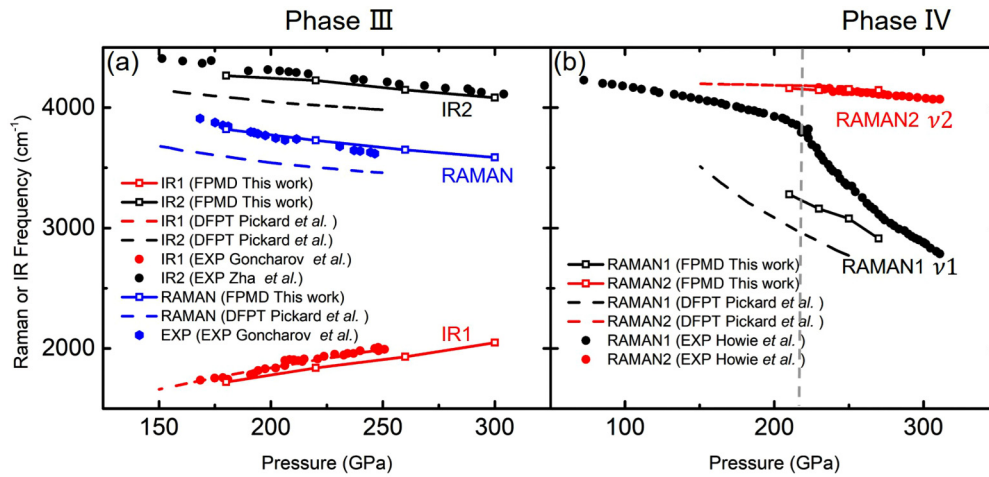 Phase Ⅲ
Phase Ⅳ
(a)
(b)
Raman or IR Frequency (cm⁻¹)
4000
3000
2000
IR2
RAMAN
IR1
IR1 (FPMD This work)
IR2 (FPMD This work)
IR1 (DFPT Pickard et al. )
IR2 (DFPT Pickard et al. )
IR1 (EXP Goncharov et al.)
IR2 (EXP Zha et al.)
RAMAN (FPMD This work)
RAMAN (DFPT Pickard et al. )
EXP (EXP Goncharov et al.)
150 200 250 300
Pressure (GPa)
RAMAN2 ν2
RAMAN1 ν1
RAMAN1 (FPMD This work)
RAMAN2 (FPMD This work)
RAMAN1 (DFPT Pickard et al. )
RAMAN2 (DFPT Pickard et al. )
RAMAN1 (EXP Howie et al.)
RAMAN2 (EXP Howie et al.)
100 150 200 250 300
Pressure (GPa)